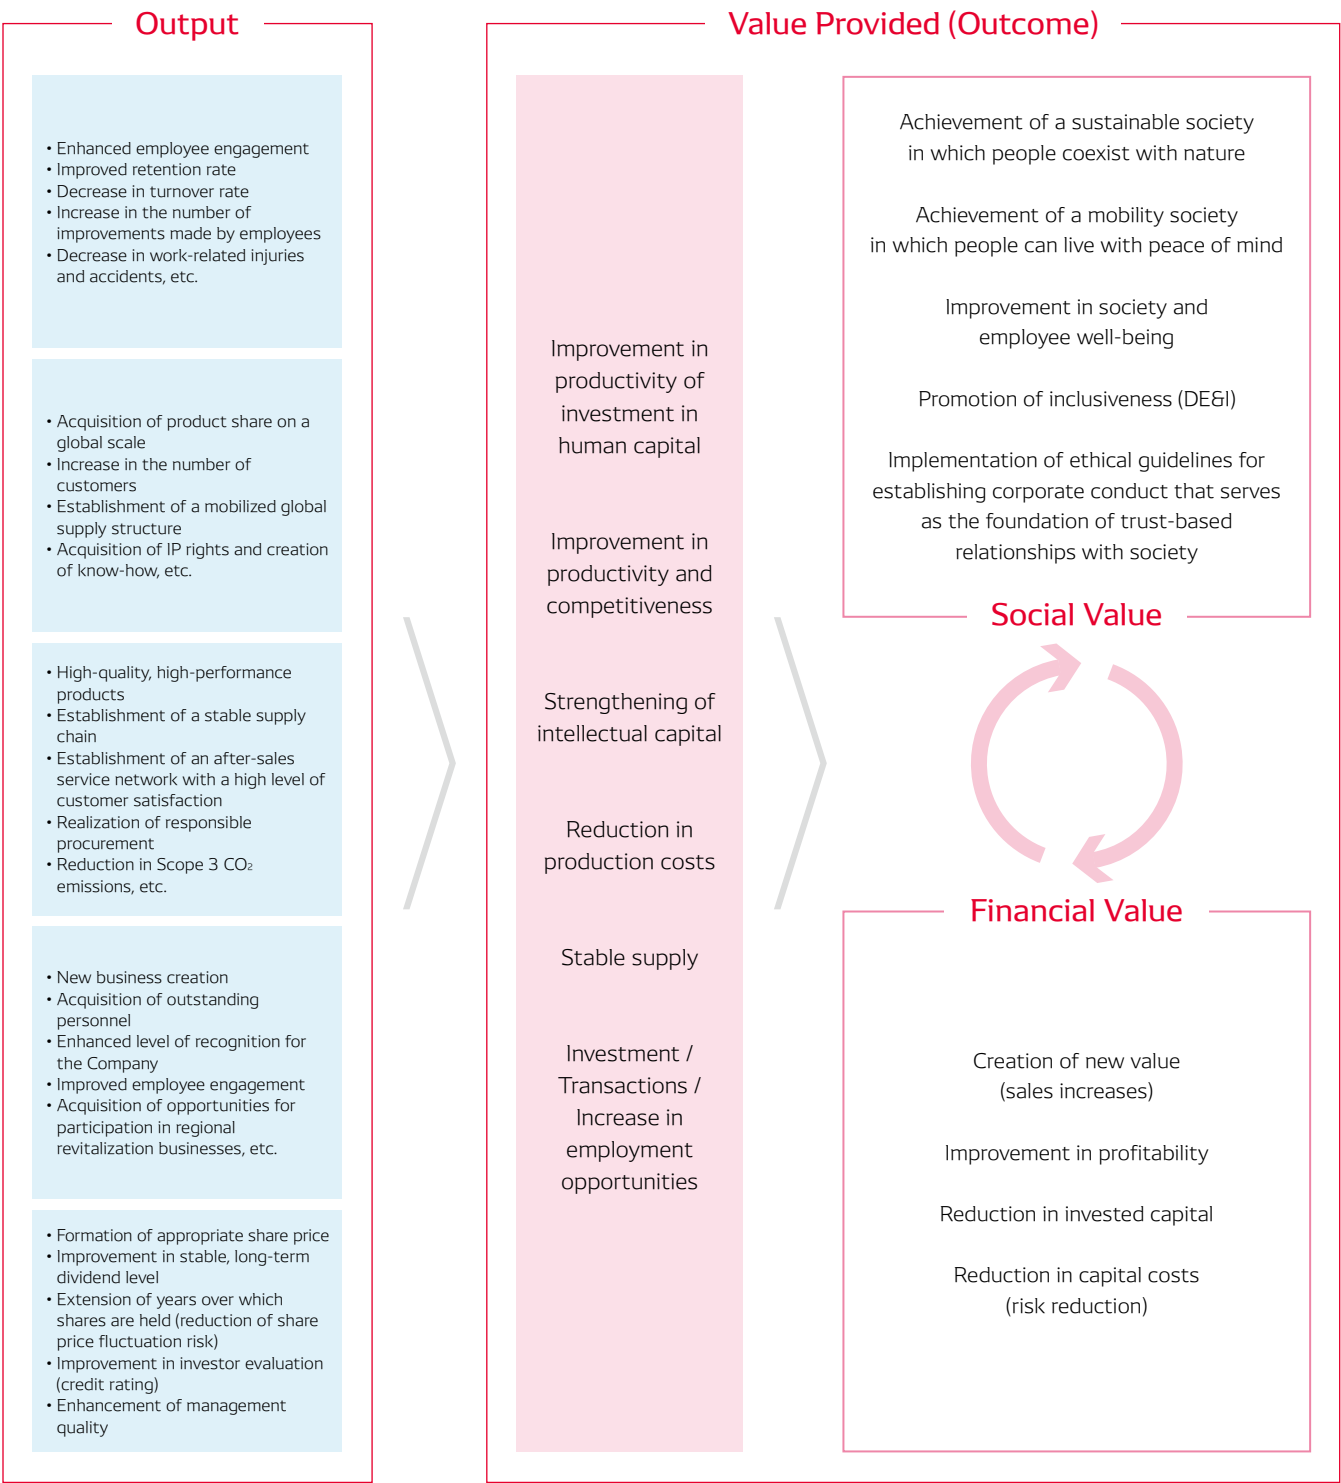 Output
• Enhanced employee engagement
• Improved retention rate
• Decrease in turnover rate
• Increase in the number of
improvements made by employees
• Decrease in work-related injuries
and accidents, etc.
• Acquisition of product share on a
global scale
• Increase in the number of
customers
• Establishment of a mobilized global
supply structure
• Acquisition of IP rights and creation
of know-how, etc.
• High-quality, high-performance
products
• Establishment of a stable supply
chain
• Establishment of an after-sales
service network with a high level of
customer satisfaction
• Realization of responsible
procurement
• Reduction in Scope 3 CO₂
emissions, etc.
• New business creation
• Acquisition of outstanding
personnel
• Enhanced level of recognition for
the Company
• Improved employee engagement
• Acquisition of opportunities for
participation in regional
revitalization businesses, etc.
• Formation of appropriate share price
• Improvement in stable, long-term
dividend level
• Extension of years over which
shares are held (reduction of share
price fluctuation risk)
• Improvement in investor evaluation
(credit rating)
• Enhancement of management
quality
Value Provided (Outcome)
Improvement in
productivity of
investment in
human capital
Improvement in
productivity and
competitiveness
Strengthening of
intellectual capital
Reduction in
production costs
Stable supply
Investment /
Transactions /
Increase in
employment
opportunities
Achievement of a sustainable society
in which people coexist with nature
Achievement of a mobility society
in which people can live with peace of mind
Improvement in society and
employee well-being
Promotion of inclusiveness (DE&I)
Implementation of ethical guidelines for
establishing corporate conduct that serves
as the foundation of trust-based
relationships with society
Social Value
Financial Value
Creation of new value
(sales increases)
Improvement in profitability
Reduction in invested capital
Reduction in capital costs
(risk reduction)